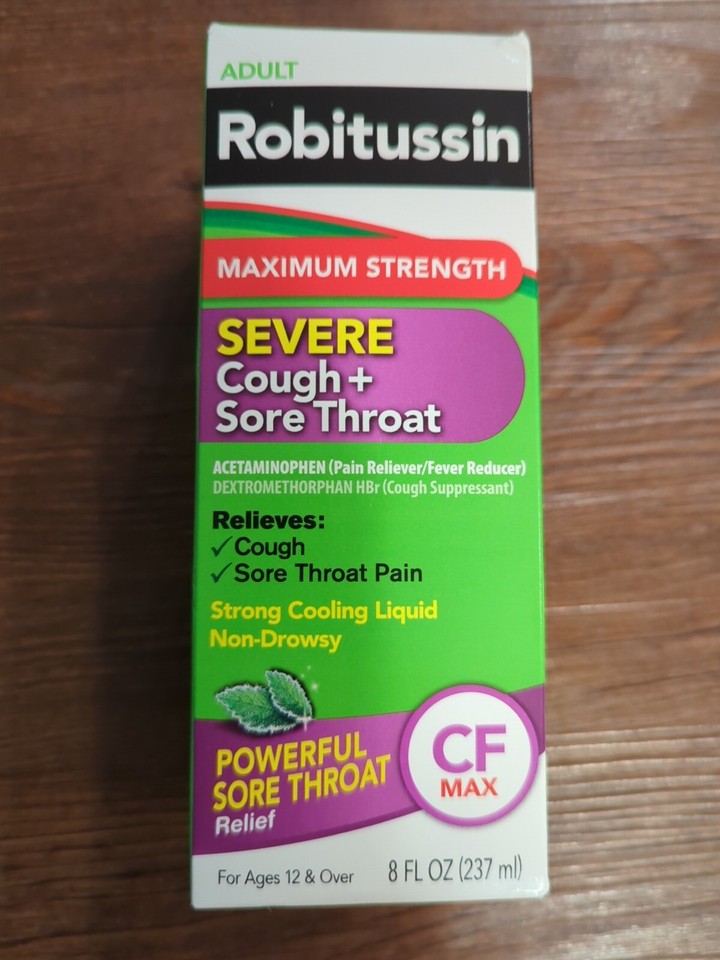 ADULT
Robitussin
MAXIMUM STRENGTH
SEVERE
Cough+
Sore Throat
ACETAMINOPHEN (Pain Reliever/Fever Reducer)
DEXTROMETHORPHAN HBr (Cough Suppressant)
Relieves:
✓Cough
✓Sore Throat Pain
Strong Cooling Liquid
Non-Drowsy
POWERFUL
SORE THROAT
Relief
CF
MAX
For Ages 12 & Over 8 FL OZ (237 ml)